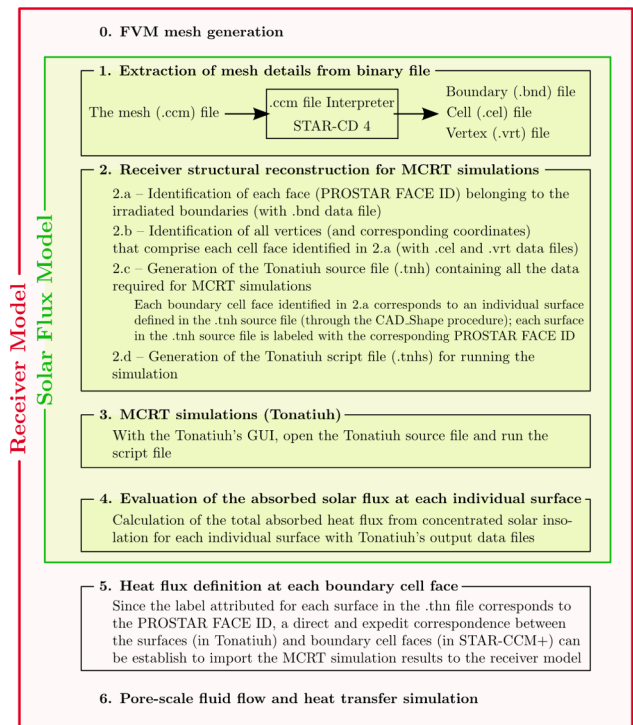 Receiver Model
Solar Flux Model
0. FVM mesh generation
1. Extraction of mesh details from binary file
The mesh (.ccm) file
.ccm file Interpreter
STAR-CD 4
Boundary (.bnd) file
Cell (.cel) file
Vertex (.vrt) file
2. Receiver structural reconstruction for MCRT simulations
2.a – Identification of each face (PROSTAR FACE ID) belonging to the
irradiated boundaries (with .bnd data file)
2.b – Identification of all vertices (and corresponding coordinates)
that comprise each cell face identified in 2.a (with .cel and .vrt data files)
2.c – Generation of the Tonatiuh source file (.tnh) containing all the data
required for MCRT simulations
Each boundary cell face identified in 2.a corresponds to an individual surface
defined in the .tnh source file (through the CAD_Shape procedure); each surface
in the .tnh source file is labeled with the corresponding PROSTAR FACE ID
2.d – Generation of the Tonatiuh script file (.tnhs) for running the
simulation
3. MCRT simulations (Tonatiuh)
With the Tonatiuh's GUI, open the Tonatiuh source file and run the
script file
4. Evaluation of the absorbed solar flux at each individual surface
Calculation of the total absorbed heat flux from concentrated solar inso-
lation for each individual surface with Tonatiuh's output data files
5. Heat flux definition at each boundary cell face
Since the label attributed for each surface in the .thn file corresponds to
the PROSTAR FACE ID, a direct and expedit correspondence between
the surfaces (in Tonatiuh) and boundary cell faces (in STAR-CCM+) can
be establish to import the MCRT simulation results to the receiver model
6. Pore-scale fluid flow and heat transfer simulation